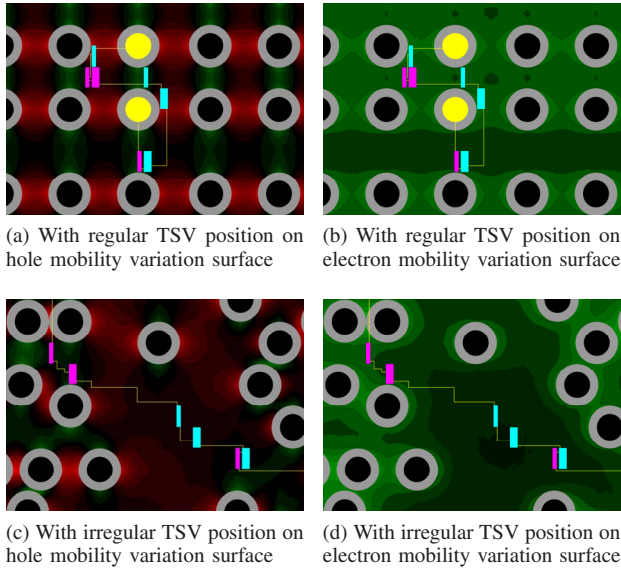 (a) With regular TSV position on
hole mobility variation surface
(b) With regular TSV position on
electron mobility variation surface
(c) With irregular TSV position on
hole mobility variation surface
(d) With irregular TSV position on
electron mobility variation surface